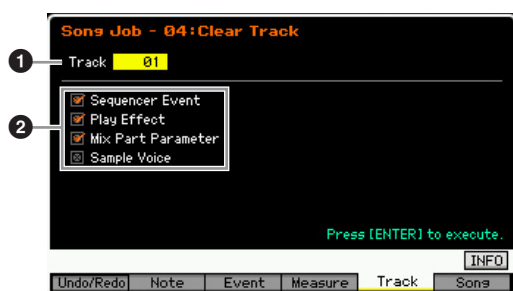 Song Job - 04:Clear Track
1 Track 01
2
Sequencer Event
Play Effect
Mix Part Parameter
Sample Voice
Press [ENTER] to execute.
INFO
Undo/Redo Note Event Measure Track Song